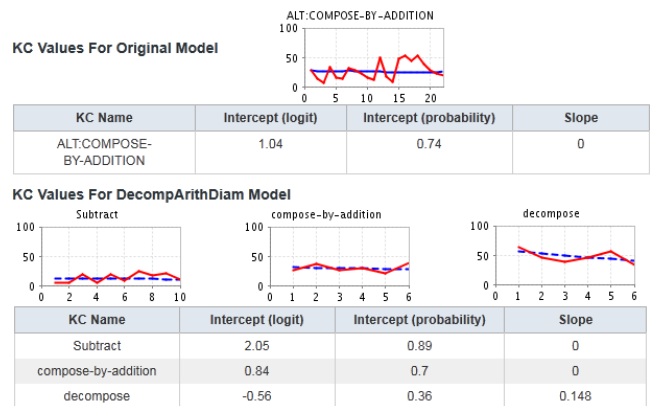 ALT:COMPOSE-BY-ADDITION
KC Values For Original Model
100
50
0
0 5 10 15 20
KC Name Intercept (logit) Intercept (probability) Slope
ALT:COMPOSE-
BY-ADDITION
1.04 0.74 0
KC Values For DecompArithDiam Model
Subtract
100
50
0
0 2 4 6 8 10
compose-by-addition
100
50
0
0 1 2 3 4 5 6
decompose
100
50
0
0 1 2 3 4 5 6
KC Name Intercept (logit) Intercept (probability) Slope
Subtract 2.05 0.89 0
compose-by-addition 0.84 0.7 0
decompose -0.56 0.36 0.148